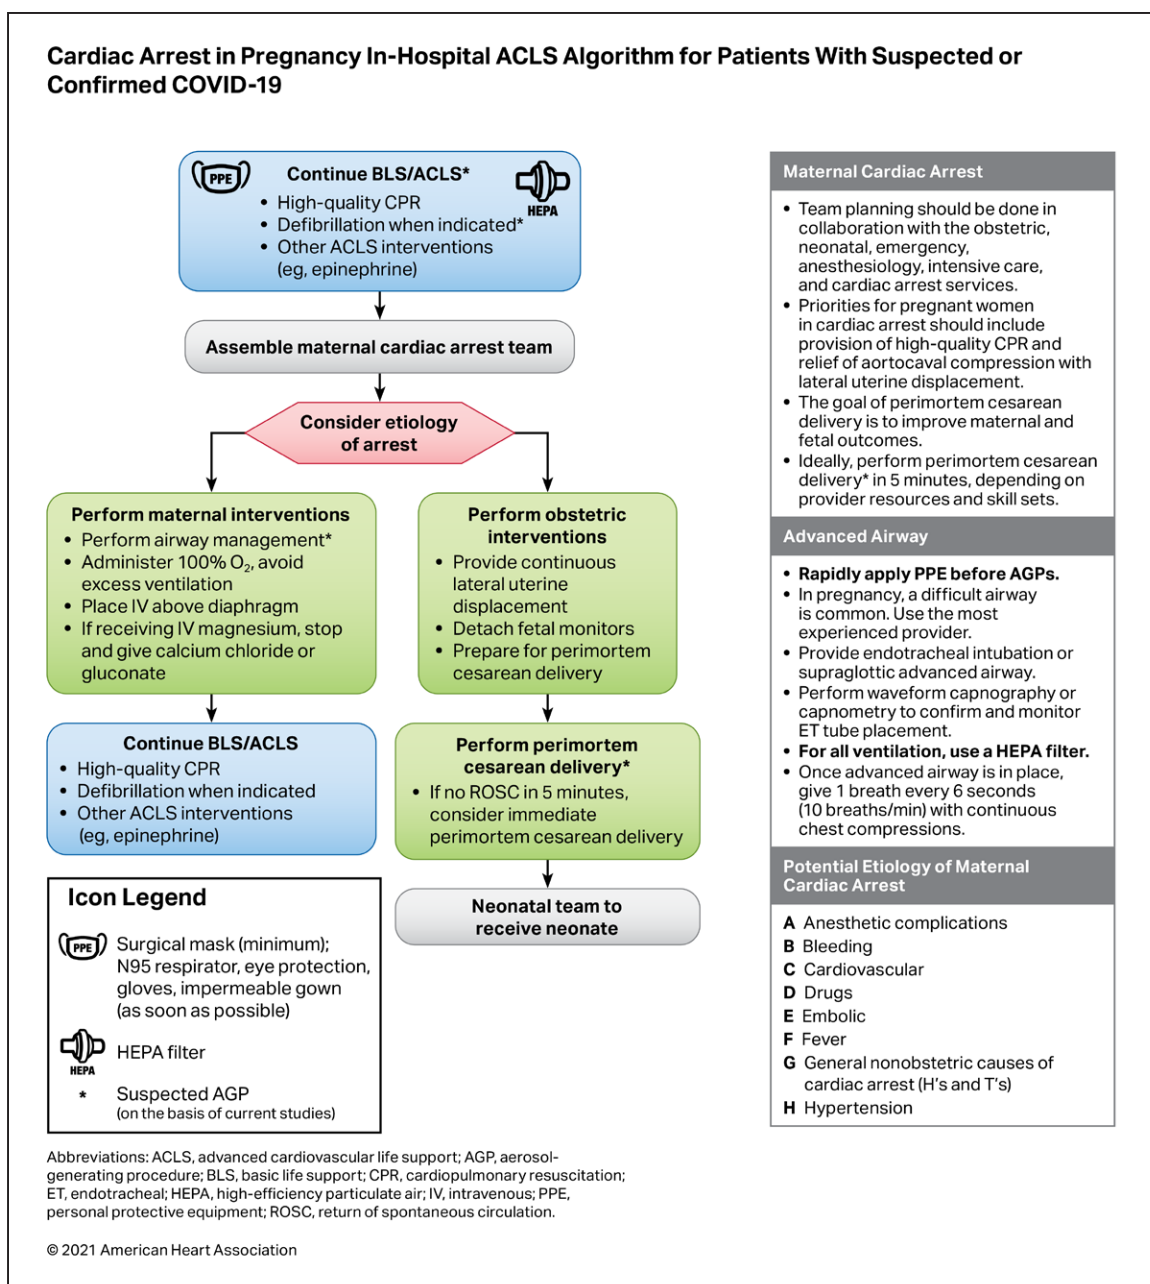 Cardiac Arrest in Pregnancy In-Hospital ACLS Algorithm for Patients With Suspected or
Confirmed COVID-19
PPE
Continue BLS/ACLS*
HEPA
• High-quality CPR
• Defibrillation when indicated*
• Other ACLS interventions
(eg, epinephrine)
Assemble maternal cardiac arrest team
Consider etiology
of arrest
Perform maternal interventions
• Perform airway management*
• Administer 100% O₂, avoid
excess ventilation
• Place IV above diaphragm
• If receiving IV magnesium, stop
and give calcium chloride or
gluconate
Perform obstetric
interventions
• Provide continuous
lateral uterine
displacement
• Detach fetal monitors
• Prepare for perimortem
cesarean delivery
Continue BLS/ACLS
• High-quality CPR
• Defibrillation when indicated
• Other ACLS interventions
(eg, epinephrine)
Perform perimortem
cesarean delivery*
• If no ROSC in 5 minutes,
consider immediate
perimortem cesarean delivery
Neonatal team to
receive neonate
Icon Legend
PPE
Surgical mask (minimum);
N95 respirator, eye protection,
gloves, impermeable gown
(as soon as possible)
HEPA
HEPA filter
* Suspected AGP
(on the basis of current studies)
Maternal Cardiac Arrest
• Team planning should be done in
collaboration with the obstetric,
neonatal, emergency,
anesthesiology, intensive care,
and cardiac arrest services.
• Priorities for pregnant women
in cardiac arrest should include
provision of high-quality CPR and
relief of aortocaval compression with
lateral uterine displacement.
• The goal of perimortem cesarean
delivery is to improve maternal and
fetal outcomes.
• Ideally, perform perimortem cesarean
delivery* in 5 minutes, depending on
provider resources and skill sets.
Advanced Airway
• Rapidly apply PPE before AGPs.
• In pregnancy, a difficult airway
is common. Use the most
experienced provider.
• Provide endotracheal intubation or
supraglottic advanced airway.
• Perform waveform capnography or
capnometry to confirm and monitor
ET tube placement.
• For all ventilation, use a HEPA filter.
• Once advanced airway is in place,
give 1 breath every 6 seconds
(10 breaths/min) with continuous
chest compressions.
Potential Etiology of Maternal
Cardiac Arrest
A Anesthetic complications
B Bleeding
C Cardiovascular
D Drugs
E Embolic
F Fever
G General nonobstetric causes of
cardiac arrest (H's and T's)
H Hypertension
Abbreviations: ACLS, advanced cardiovascular life support; AGP, aerosol-
generating procedure; BLS, basic life support; CPR, cardiopulmonary resuscitation;
ET, endotracheal; HEPA, high-efficiency particulate air; IV, intravenous; PPE,
personal protective equipment; ROSC, return of spontaneous circulation.
© 2021 American Heart Association